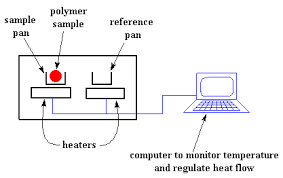 sample
pan
polymer
sample
reference
pan
heaters
computer to monitor temperature
and regulate heat flow